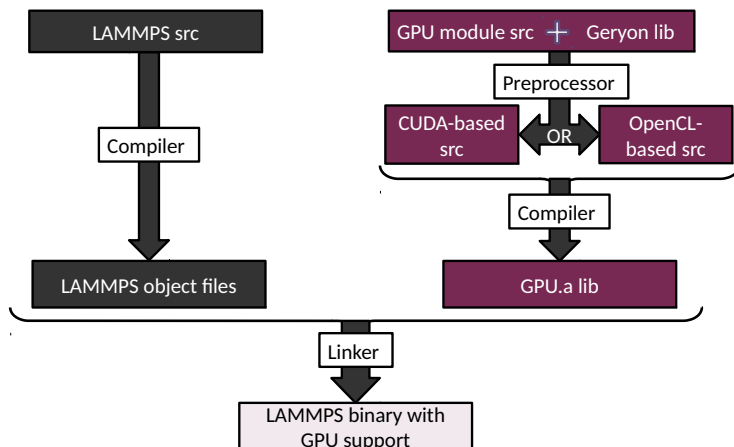 LAMMPS src
GPU module src + Geryon lib
Preprocessor
CUDA-based
src
OR
OpenCL-
based src
Compiler
Compiler
LAMMPS object files
GPU.a lib
Linker
LAMMPS binary with
GPU support